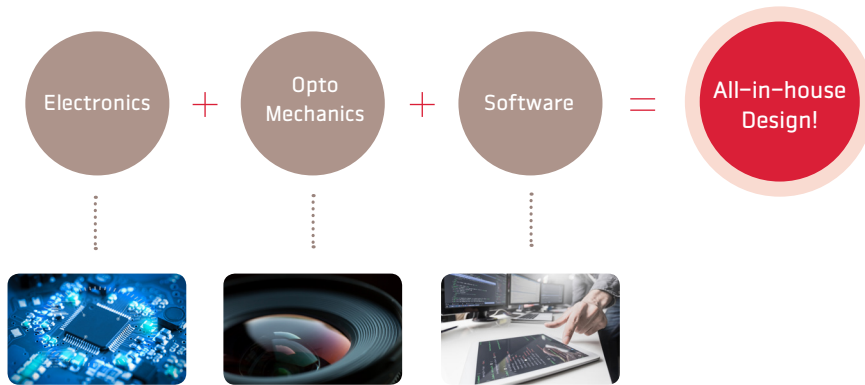 Electronics
+
Opto
Mechanics
+
Software
=
All-in-house
Design!